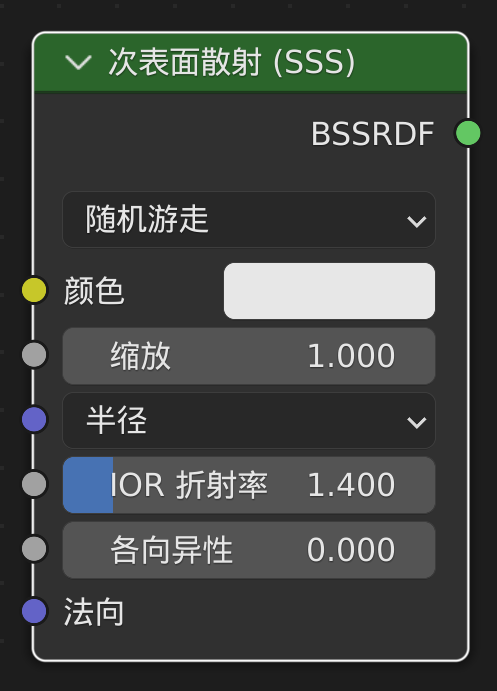 次表面散射 (SSS)
BSSRDF
随机游走
颜色
缩放 1.000
半径
IOR 折射率 1.400
各向异性 0.000
法向